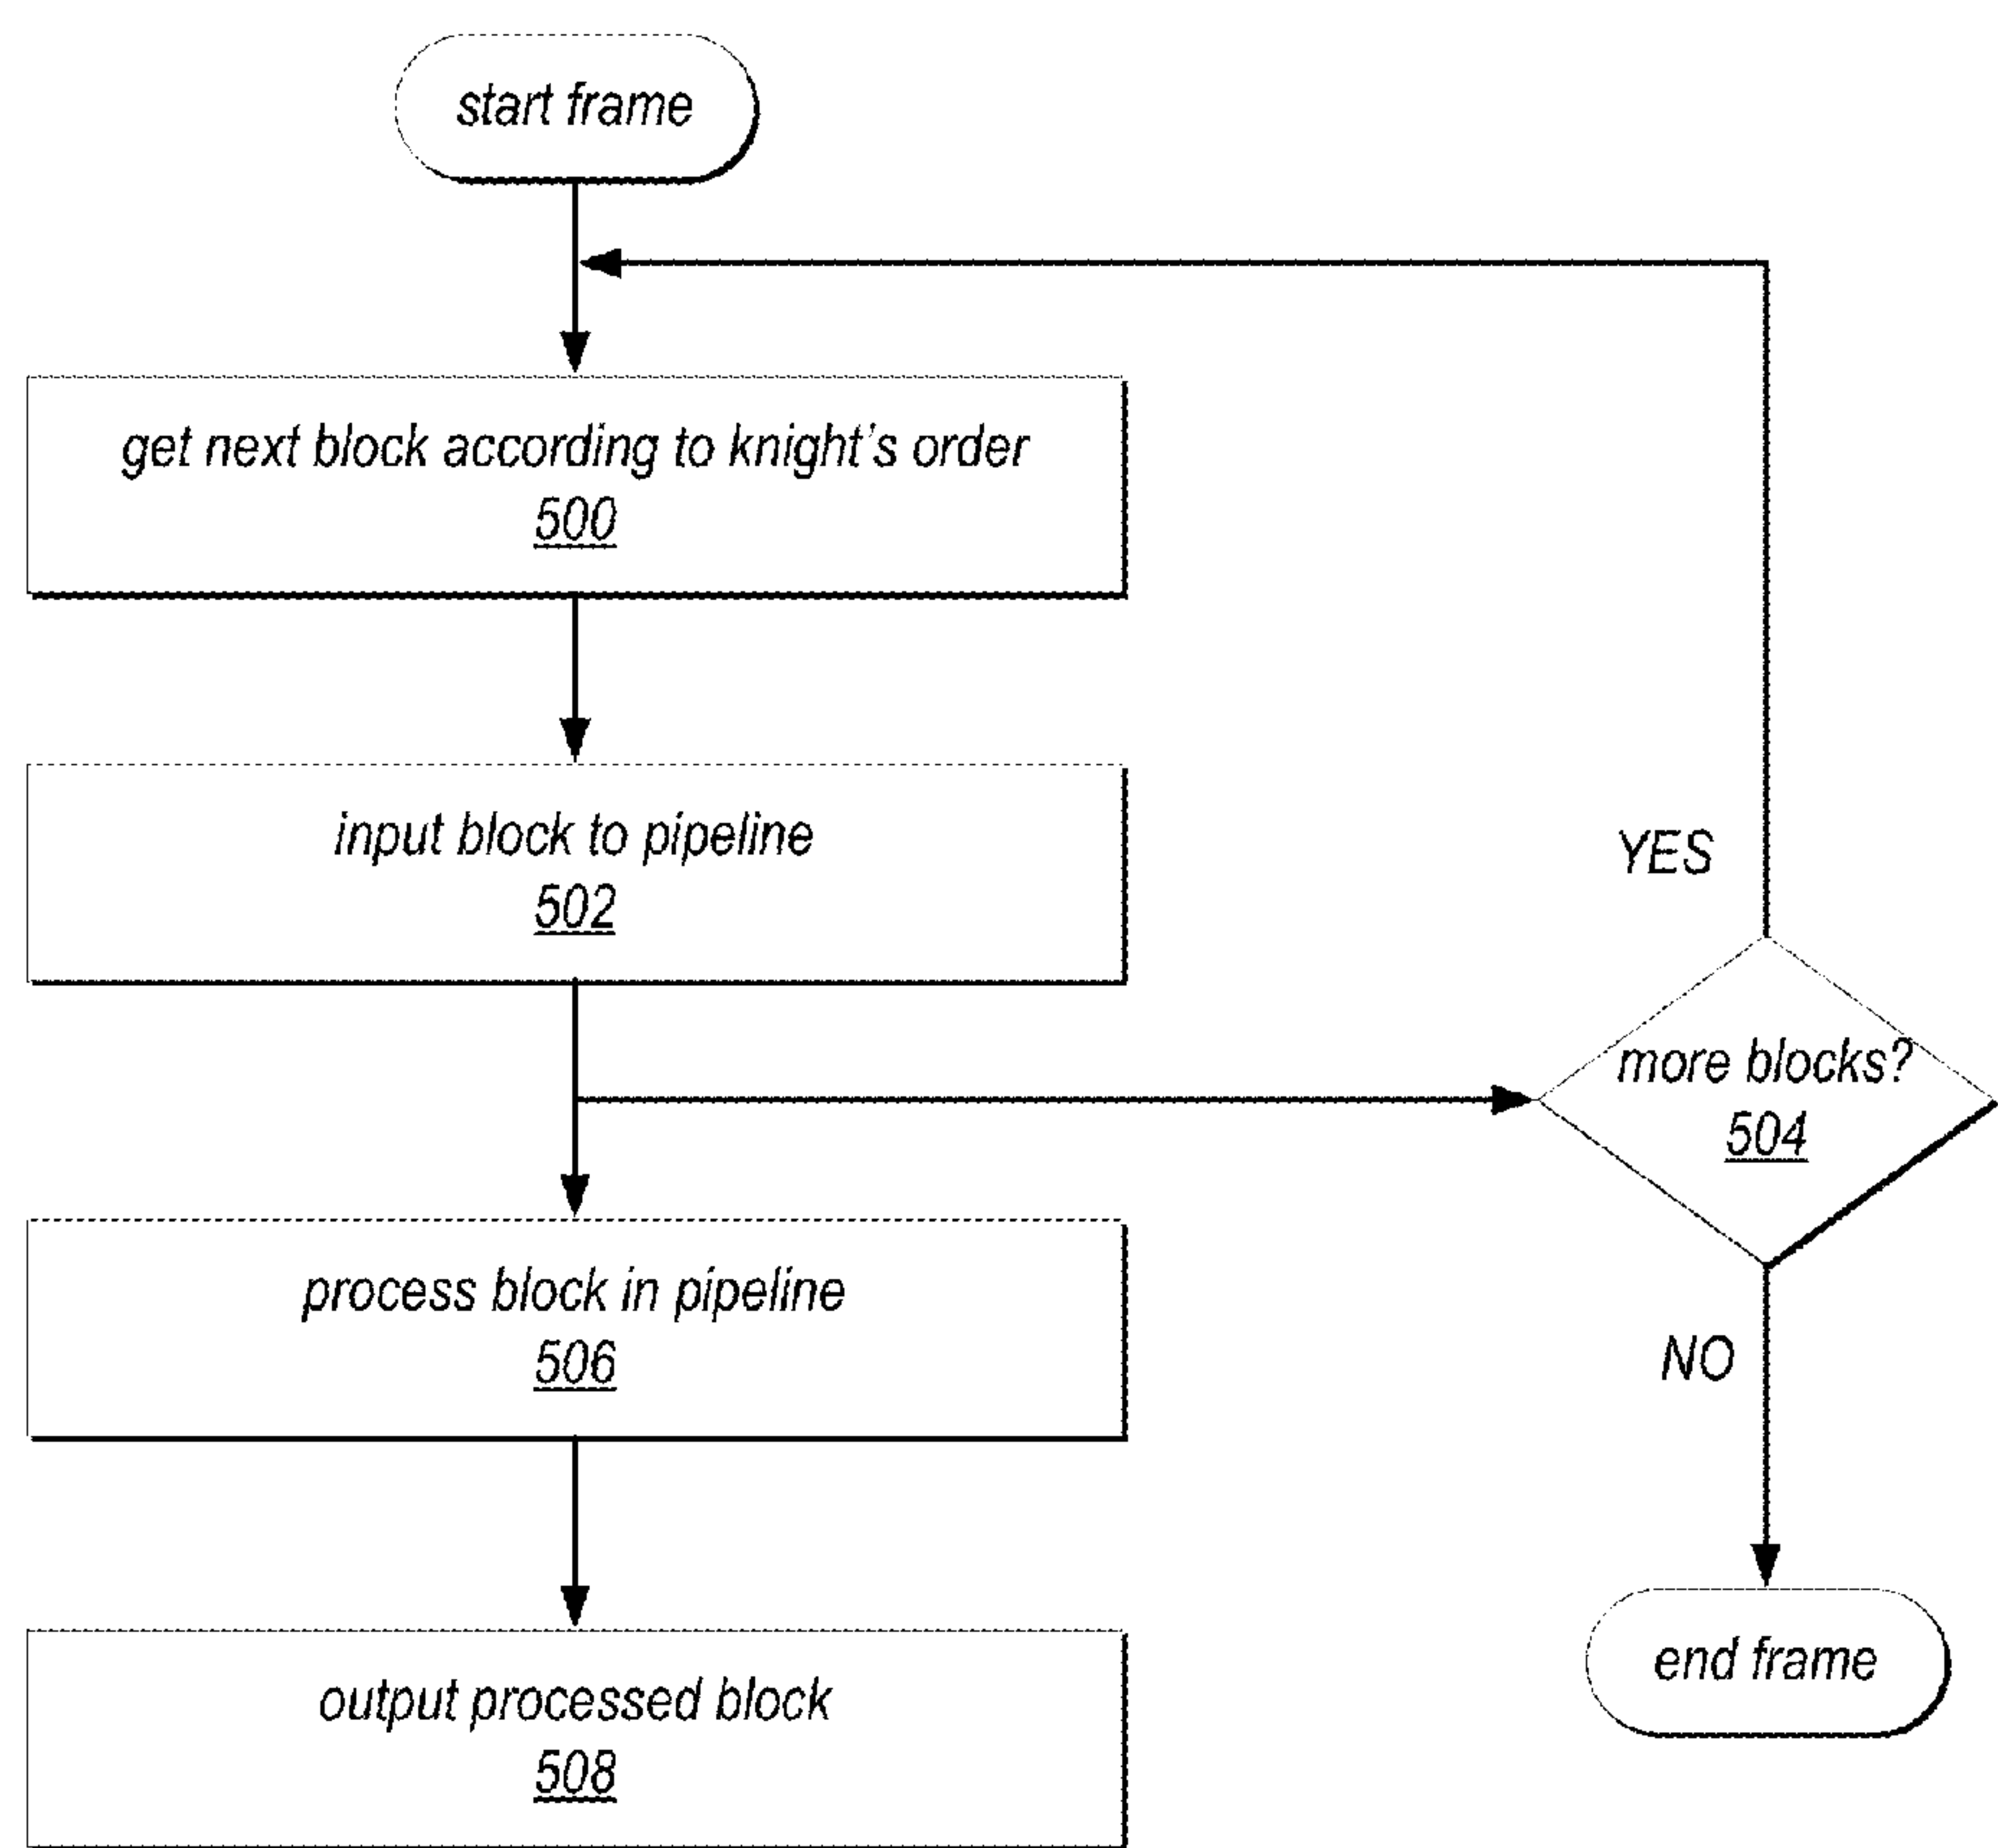 start frame
get next block according to knight's order
500
input block to pipeline
502
YES
more blocks?
504
process block in pipeline
506
NO
output processed block
508
end frame